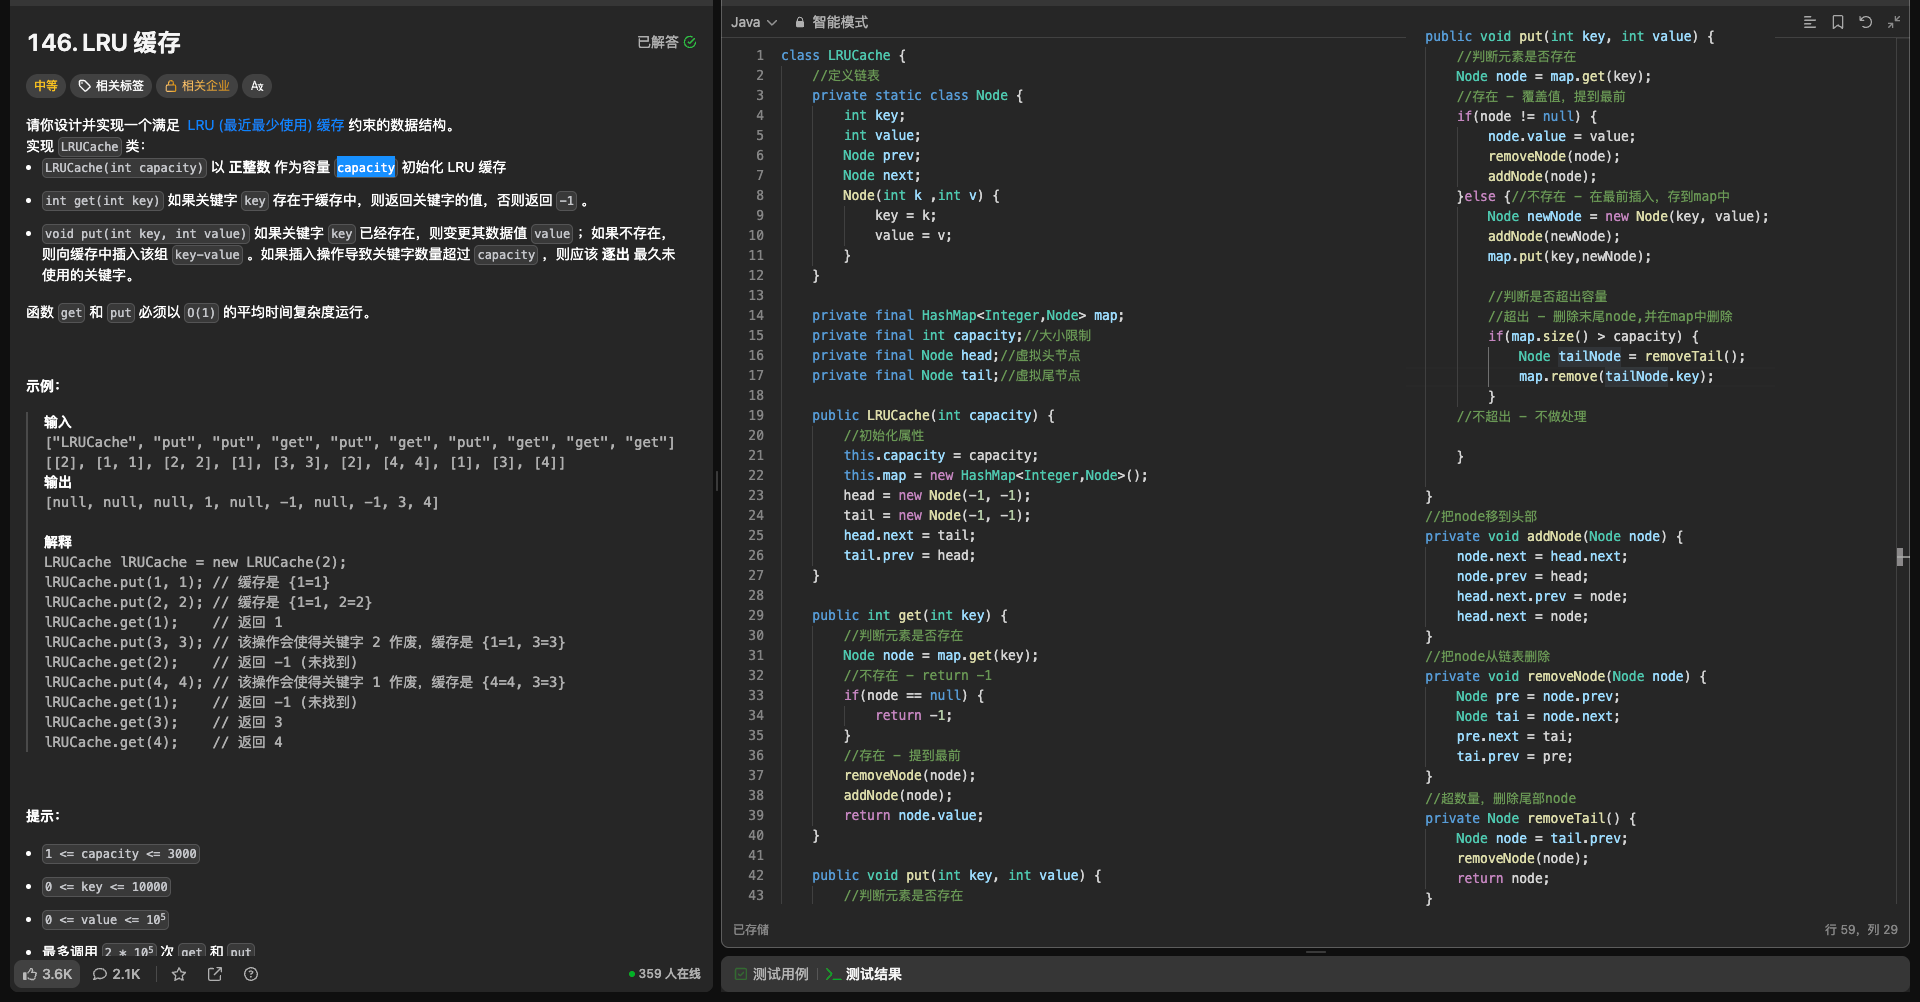 146. LRU 缓存
已解答
中等
相关标签
相关企业
请你设计并实现一个满足 LRU (最近最少使用) 缓存 约束的数据结构。
实现 LRUCache 类：
LRUCache(int capacity) 以 正整数 作为容量 capacity 初始化 LRU 缓存
int get(int key) 如果关键字 key 存在于缓存中，则返回关键字的值，否则返回 -1 。
void put(int key, int value) 如果关键字 key 已经存在，则变更其数据值 value ；如果不存在，
则向缓存中插入该组 key-value 。如果插入操作导致关键字数量超过 capacity ，则应该 逐出 最久未
使用的关键字。
函数 get 和 put 必须以 O(1) 的平均时间复杂度运行。
示例：
输入
["LRUCache", "put", "put", "get", "put", "get", "put", "get", "get", "get"]
[[2], [1, 1], [2, 2], [1], [3, 3], [2], [4, 4], [1], [3], [4]]
输出
[null, null, null, 1, null, -1, null, -1, 3, 4]
解释
LRUCache lRUCache = new LRUCache(2);
lRUCache.put(1, 1); // 缓存是 {1=1}
lRUCache.put(2, 2); // 缓存是 {1=1, 2=2}
lRUCache.get(1);    // 返回 1
lRUCache.put(3, 3); // 该操作会使得关键字 2 作废，缓存是 {1=1, 3=3}
lRUCache.get(2);    // 返回 -1 (未找到)
lRUCache.put(4, 4); // 该操作会使得关键字 1 作废，缓存是 {4=4, 3=3}
lRUCache.get(1);    // 返回 -1 (未找到)
lRUCache.get(3);    // 返回 3
lRUCache.get(4);    // 返回 4
提示：
1 <= capacity <= 3000
0 <= key <= 10000
0 <= value <= 10⁵
最多调用 2 * 10⁵ 次 get 和 put
3.6K
2.1K
359 人在线
Java
智能模式
1 class LRUCache {
2     //定义链表
3     private static class Node {
4         int key;
5         int value;
6         Node prev;
7         Node next;
8         Node(int k ,int v) {
9             key = k;
10             value = v;
11         }
12     }
13
14     private final HashMap<Integer,Node> map;
15     private final int capacity;//大小限制
16     private final Node head;//虚拟头节点
17     private final Node tail;//虚拟尾节点
18
19     public LRUCache(int capacity) {
20         //初始化属性
21         this.capacity = capacity;
22         this.map = new HashMap<Integer,Node>();
23         head = new Node(-1, -1);
24         tail = new Node(-1, -1);
25         head.next = tail;
26         tail.prev = head;
27     }
28
29     public int get(int key) {
30         //判断元素是否存在
31         Node node = map.get(key);
32         //不存在 - return -1
33         if(node == null) {
34             return -1;
35         }
36         //存在 - 提到最前
37         removeNode(node);
38         addNode(node);
39         return node.value;
40     }
41
42     public void put(int key, int value) {
43         //判断元素是否存在
public void put(int key, int value) {
    //判断元素是否存在
    Node node = map.get(key);
    //存在 - 覆盖值，提到最前
    if(node != null) {
        node.value = value;
        removeNode(node);
        addNode(node);
    }else {//不存在 - 在最前插入，存到map中
        Node newNode = new Node(key, value);
        addNode(newNode);
        map.put(key,newNode);
        //判断是否超出容量
        //超出 - 删除末尾node,并在map中删除
        if(map.size() > capacity) {
            Node tailNode = removeTail();
            map.remove(tailNode.key);
        }
    //不超出 - 不做处理
    }
}
//把node移到头部
private void addNode(Node node) {
    node.next = head.next;
    node.prev = head;
    head.next.prev = node;
    head.next = node;
}
//把node从链表删除
private void removeNode(Node node) {
    Node pre = node.prev;
    Node tai = node.next;
    pre.next = tai;
    tai.prev = pre;
}
//超数量，删除尾部node
private Node removeTail() {
    Node node = tail.prev;
    removeNode(node);
    return node;
}
已存储
行 59，列 29
测试用例
测试结果